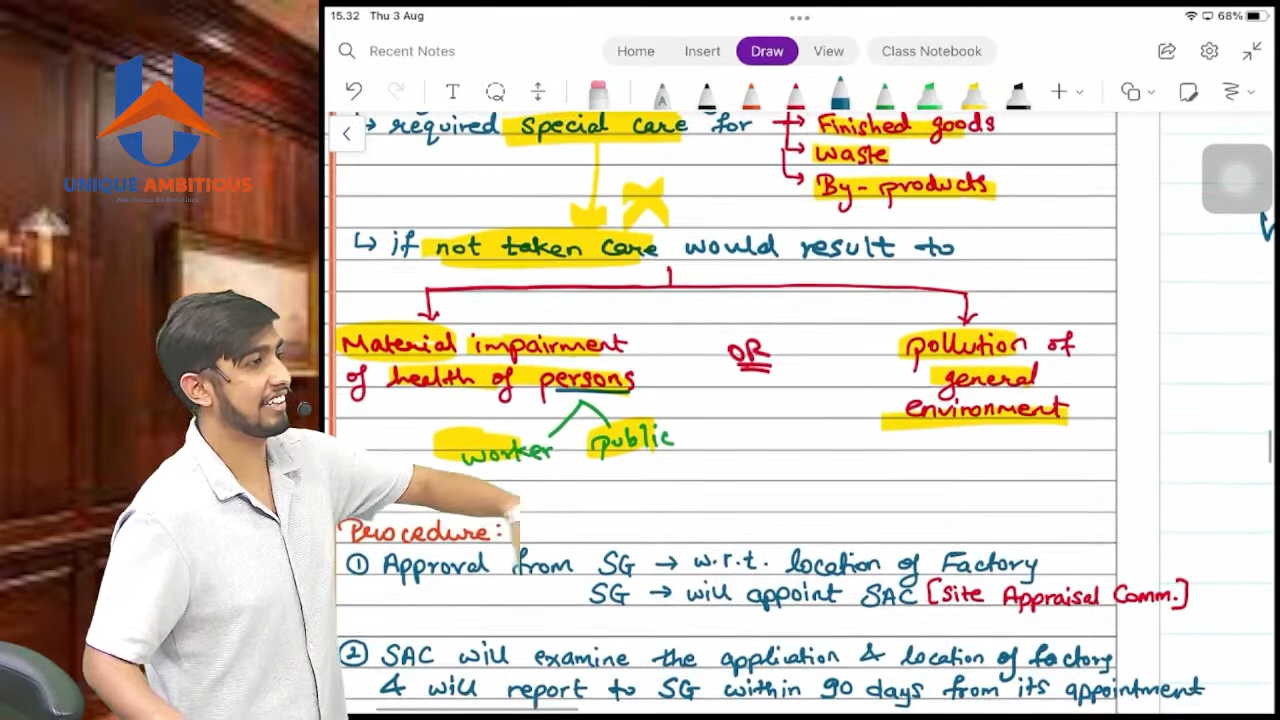 15.32 Thu 3 Aug
68%
Recent Notes
Home Insert Draw View Class Notebook
UNIQUE AMBITIOUS
↳ required special care for
→ Finished goods
↳ waste
↳ By-products
↳ if not taken care would result to
Material impairment
of health of persons
OR
pollution of
general
environment
worker public
Procedure:
① Approval from SG → w.r.t. location of Factory
SG → will appoint SAC [Site Appraisal Comm.]
② SAC will examine the application & location of factory
& will report to SG within 90 days from its appointment